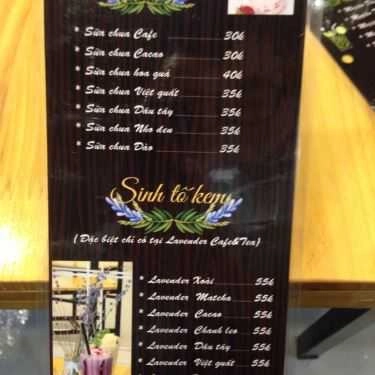 * Sữa chua Cafe 30k
* Sữa chua Cacao 30k
* Sữa chua hoa quả 40k
* Sữa chua Việt quất 35k
* Sữa chua Dâu tây 35k
* Sữa chua Nho đen 35k
* Sữa chua Đào 35k
Sinh tố kem
(Đặc biệt chỉ có tại Lavender Cafe&Tea)
* Lavender Xoài 55k
* Lavender Matcha 55k
* Lavender Cacao 55k
* Lavender Chanh leo 55k
* Lavender Dâu tây 55k
* Lavender Việt quất 55k